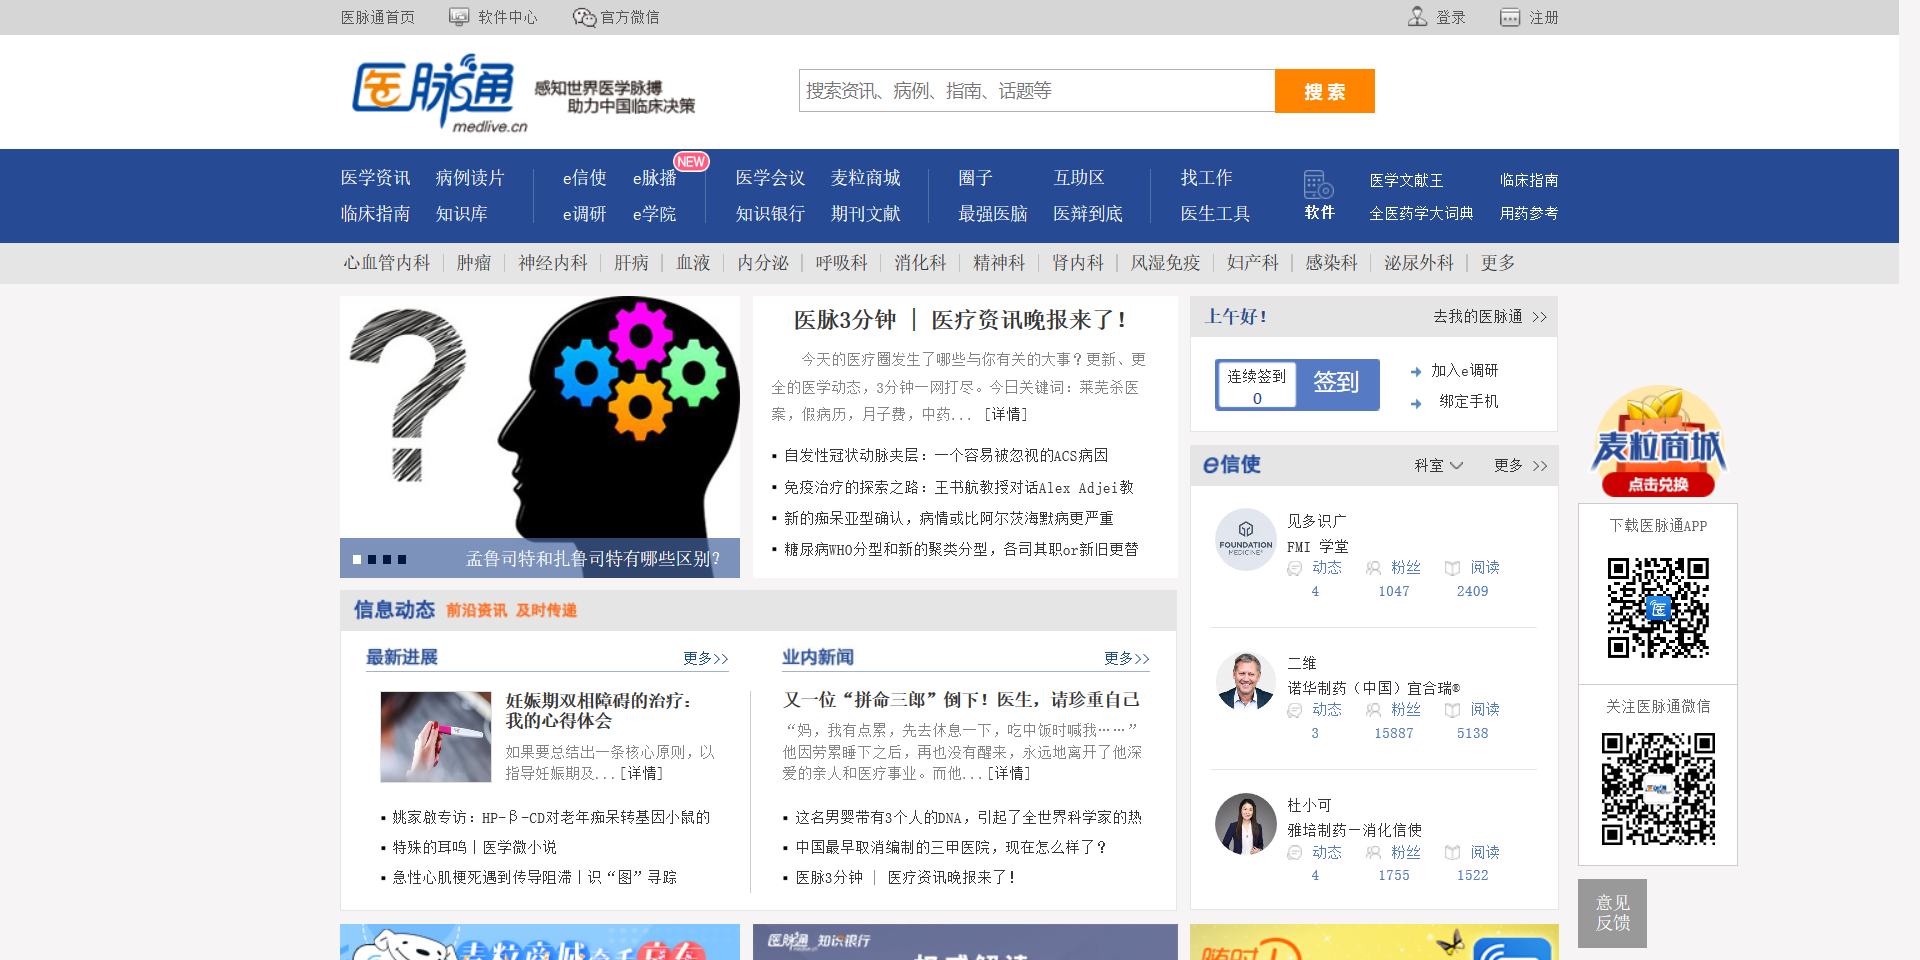 医脉通首页 软件中心 官方微信 登录 注册
医脉通 medlive.cn
感知世界医学脉搏
助力中国临床决策
搜索资讯、病例、指南、话题等 搜 索
医学资讯 病例读片 e信使 e脉播 NEW 医学会议 麦粒商城 圈子 互助区 找工作 医学文献王 临床指南
临床指南 知识库 e调研 e学院 知识银行 期刊文献 最强医脑 医辩到底 医生工具 软件 全医药学大词典 用药参考
心血管内科 肿瘤 神经内科 肝病 血液 内分泌 呼吸科 消化科 精神科 肾内科 风湿免疫 妇产科 感染科 泌尿外科 更多
孟鲁司特和扎鲁司特有哪些区别?
医脉3分钟 | 医疗资讯晚报来了!
今天的医疗圈发生了哪些与你有关的大事？更新、更
全的医学动态，3分钟一网打尽。今日关键词：莱芜杀医
案，假病历，月子费，中药... [详情]
自发性冠状动脉夹层：一个容易被忽视的ACS病因
免疫治疗的探索之路：王书航教授对话Alex Adjei教
新的痴呆亚型确认，病情或比阿尔茨海默病更严重
糖尿病WHO分型和新的聚类分型，各司其职or新旧更替
上午好! 去我的医脉通 >>
连续签到
0
签到
加入e调研
绑定手机
e信使 科室 更多 >>
FOUNDATION
MEDICINE®
见多识广
FMI 学堂
动态 粉丝 阅读
4 1047 2409
二维
诺华制药（中国）宜合瑞®
动态 粉丝 阅读
3 15887 5138
杜小可
雅培制药—消化信使
动态 粉丝 阅读
4 1755 1522
信息动态 前沿资讯 及时传递
最新进展 更多>>
妊娠期双相障碍的治疗：
我的心得体会
如果要总结出一条核心原则，以
指导妊娠期及...[详情]
姚家啟专访：HP-β-CD对老年痴呆转基因小鼠的
特殊的耳鸣丨医学微小说
急性心肌梗死遇到传导阻滞丨识“图”寻踪
业内新闻 更多>>
又一位“拼命三郎”倒下！医生，请珍重自己
“妈，我有点累，先去休息一下，吃中饭时喊我……”
他因劳累睡下之后，再也没有醒来，永远地离开了他深
爱的亲人和医疗事业。而他...[详情]
这名男婴带有3个人的DNA，引起了全世界科学家的热
中国最早取消编制的三甲医院，现在怎么样了？
医脉3分钟 | 医疗资讯晚报来了!
麦粒商城
点击兑换
下载医脉通APP
医
关注医脉通微信
医脉通
意见
反馈
麦粒商城牵手京东
医脉通 知识银行
权威解读
随时